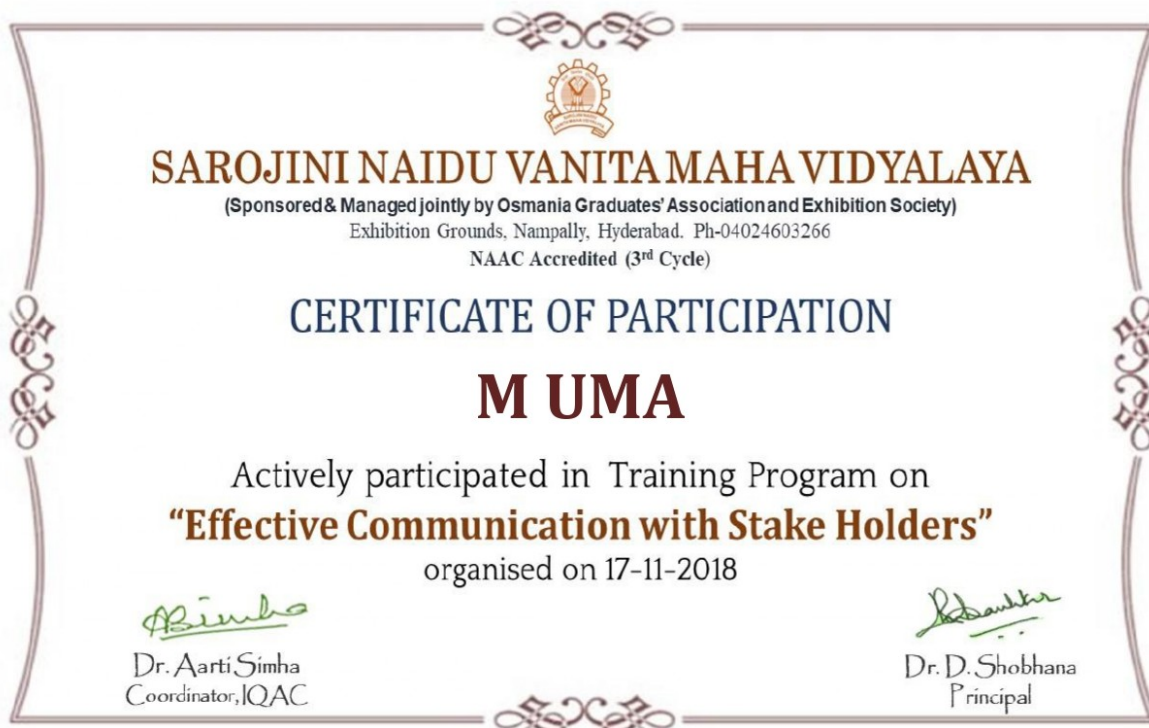 SAROJINI NAIDU VANITA MAHA VIDYALAYA
(Sponsored & Managed jointly by Osmania Graduates' Association and Exhibition Society)
Exhibition Grounds, Nampally, Hyderabad. Ph-04024603266
NAAC Accredited (3rd Cycle)
CERTIFICATE OF PARTICIPATION
M UMA
Actively participated in Training Program on
“Effective Communication with Stake Holders”
organised on 17-11-2018
Dr. Aarti Simha
Coordinator, IQAC
Dr. D. Shobhana
Principal